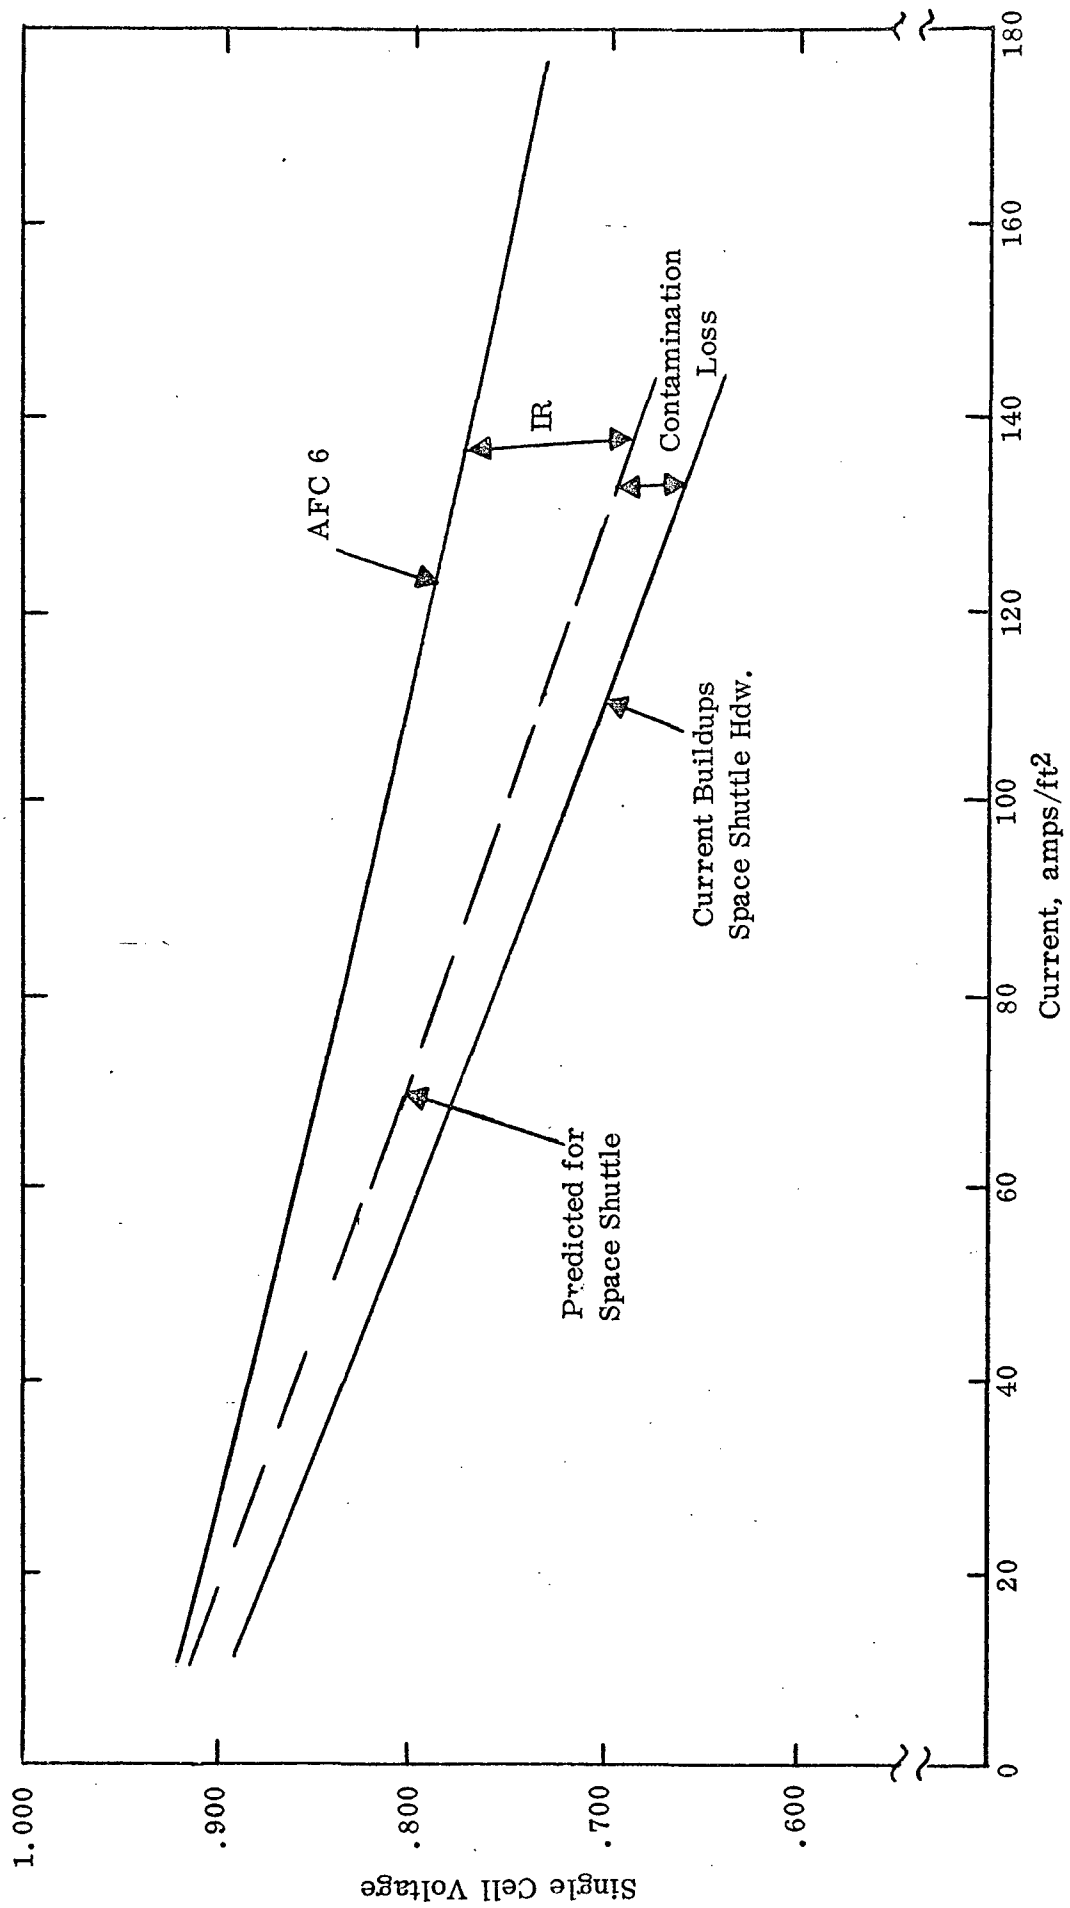 1.000
.900
.800
.700
.600
Single Cell Voltage
AFC 6
IR
Contamination
Loss
Predicted for
Space Shuttle
Current Buildups
Space Shuttle Hdw.
0
20
40
60
80
100
120
140
160
180
Current, amps/ft²